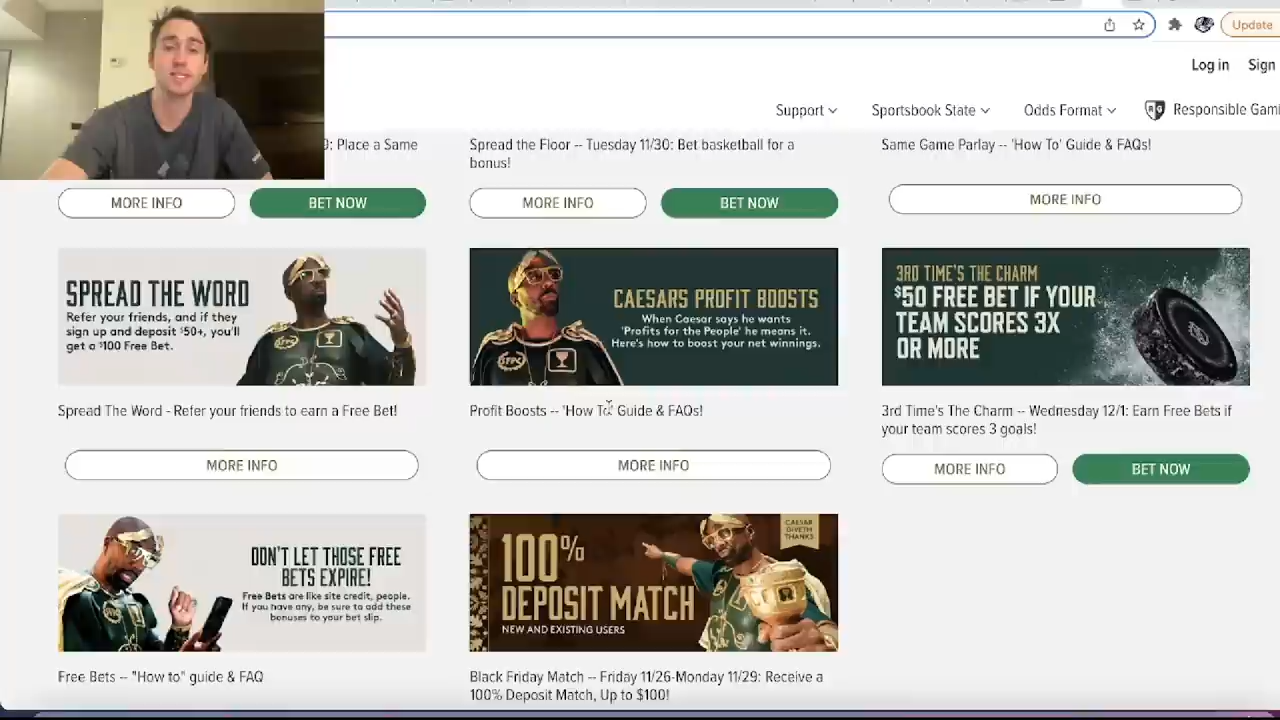 Update
Log in
Sign
Support
Sportsbook State
Odds Format
Responsible Gami
: Place a Same
MORE INFO
BET NOW
Spread the Floor -- Tuesday 11/30: Bet basketball for a
bonus!
MORE INFO
BET NOW
Same Game Parlay -- 'How To' Guide & FAQs!
MORE INFO
SPREAD THE WORD
Refer your friends, and if they
sign up and deposit $50+, you'll
get a $100 Free Bet.
Spread The Word - Refer your friends to earn a Free Bet!
MORE INFO
CAESARS PROFIT BOOSTS
When Caesar says he wants
'Profits for the People' he means it.
Here's how to boost your net winnings.
Profit Boosts -- 'How To' Guide & FAQs!
MORE INFO
3RD TIME'S THE CHARM
$50 FREE BET IF YOUR
TEAM SCORES 3X
OR MORE
3rd Time's The Charm -- Wednesday 12/1: Earn Free Bets if
your team scores 3 goals!
MORE INFO
BET NOW
DON'T LET THOSE FREE
BETS EXPIRE!
Free Bets are like site credit, people.
If you have any, be sure to add these
bonuses to your bet slip.
Free Bets -- "How to" guide & FAQ
100%
DEPOSIT MATCH
NEW AND EXISTING USERS
CAESAR
GIVETH
THANKS
Black Friday Match -- Friday 11/26-Monday 11/29: Receive a
100% Deposit Match, Up to $100!